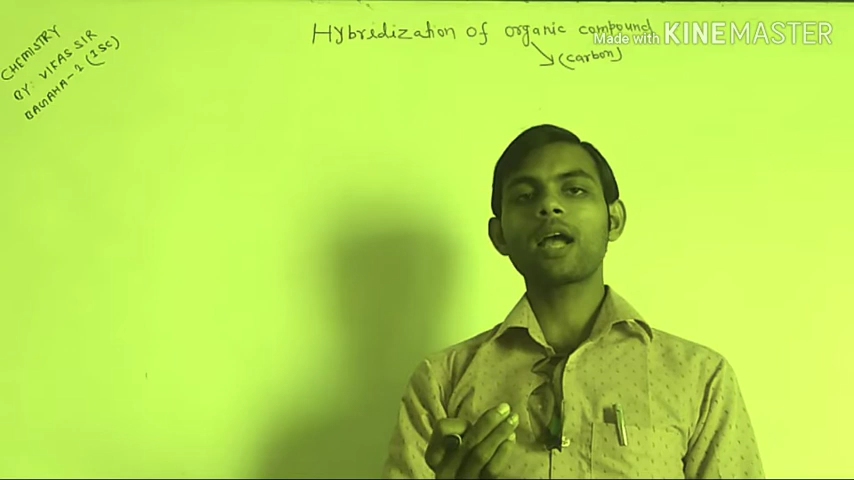 CHEMISTRY
BY: VIKAS SIR
BAGAHA-2 (ISC)
Hybridization of organic compound
(carbon)
Made with KINEMASTER